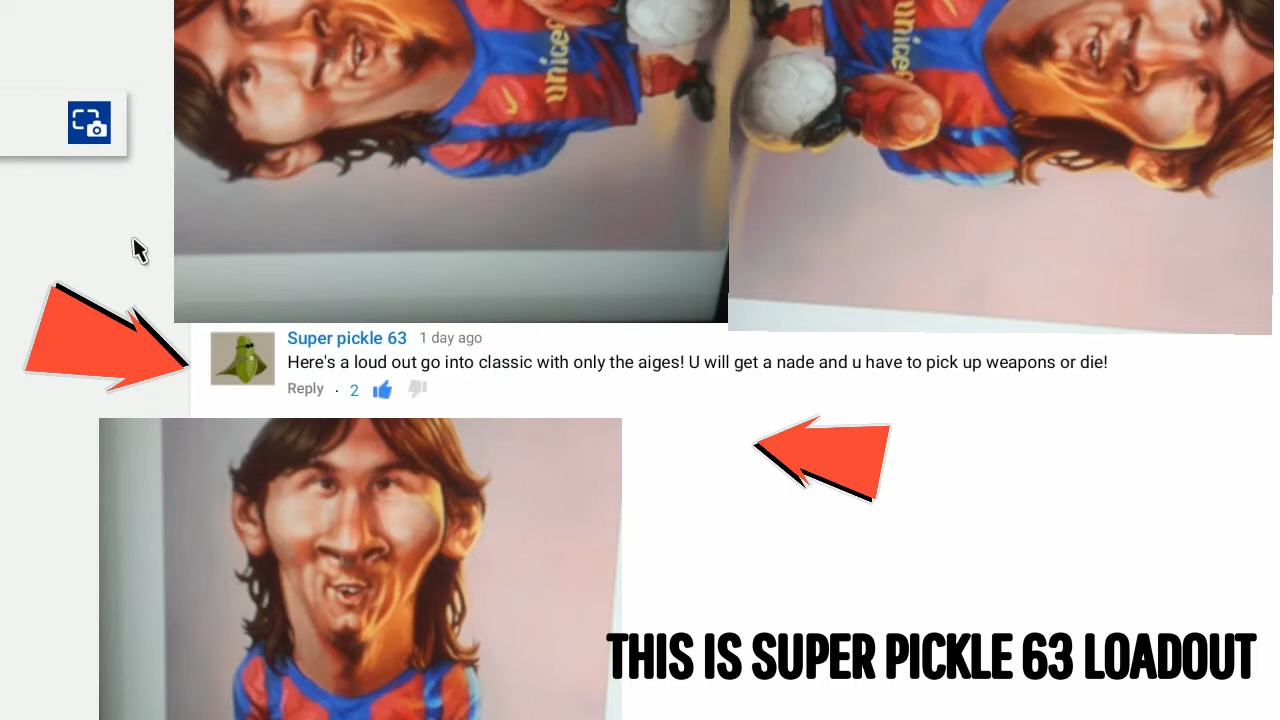 unicef
unicef
Super pickle 63 1 day ago
Here's a loud out go into classic with only the aiges! U will get a nade and u have to pick up weapons or die!
Reply · 2
THIS IS SUPER PICKLE 63 LOADOUT